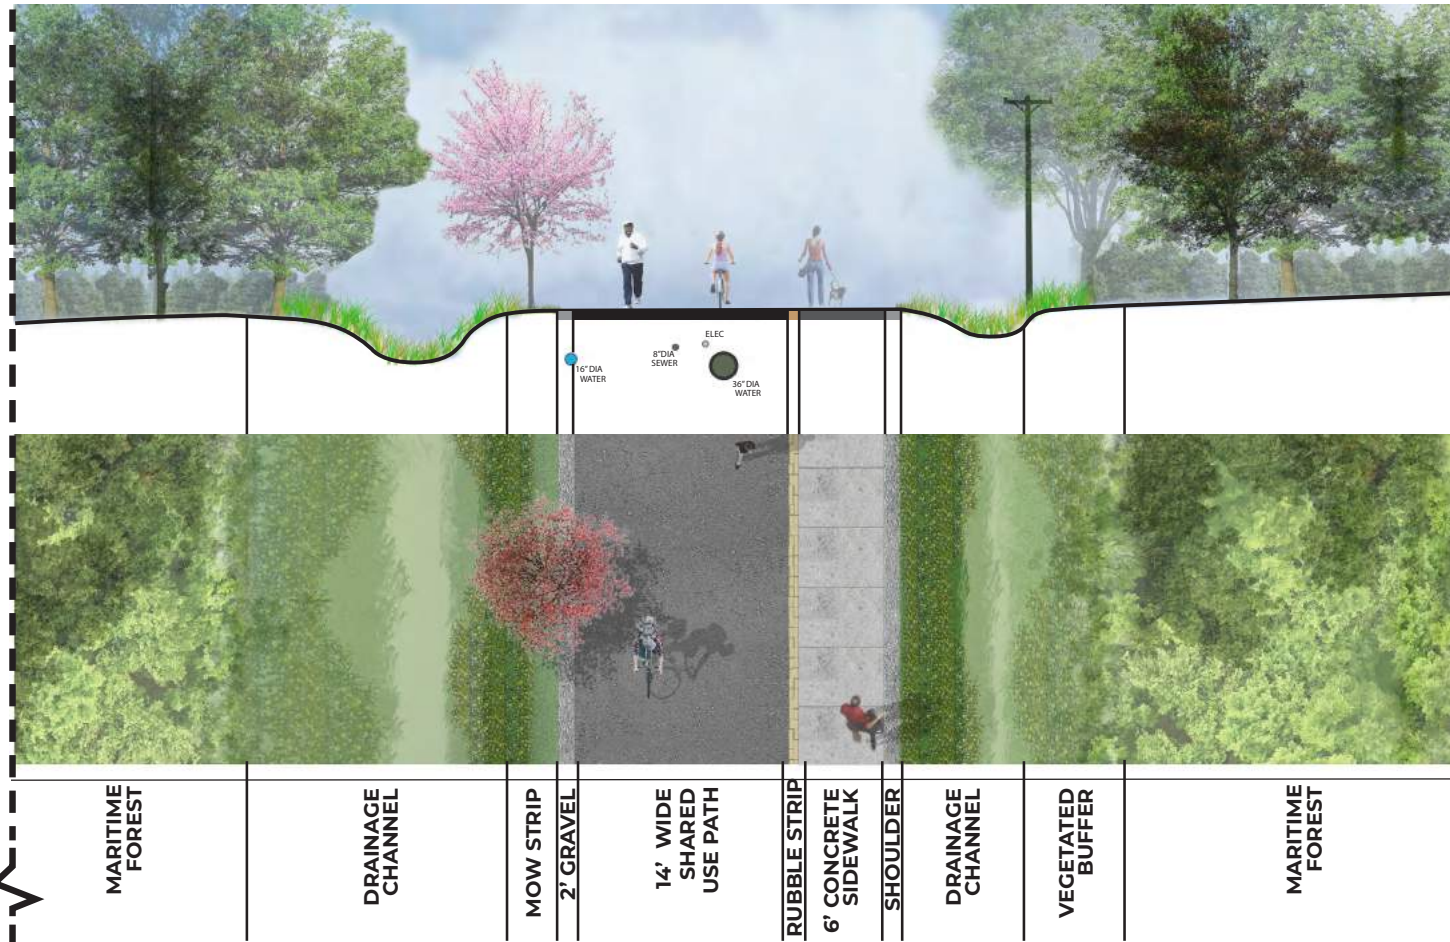 ELEC
8"DIA
SEWER
16"DIA
WATER
36"DIA
WATER
MARITIME
FOREST
DRAINAGE
CHANNEL
MOW STRIP
2' GRAVEL
14' WIDE
SHARED
USE PATH
RUBBLE STRIP
6' CONCRETE
SIDEWALK
SHOULDER
DRAINAGE
CHANNEL
VEGETATED
BUFFER
MARITIME
FOREST